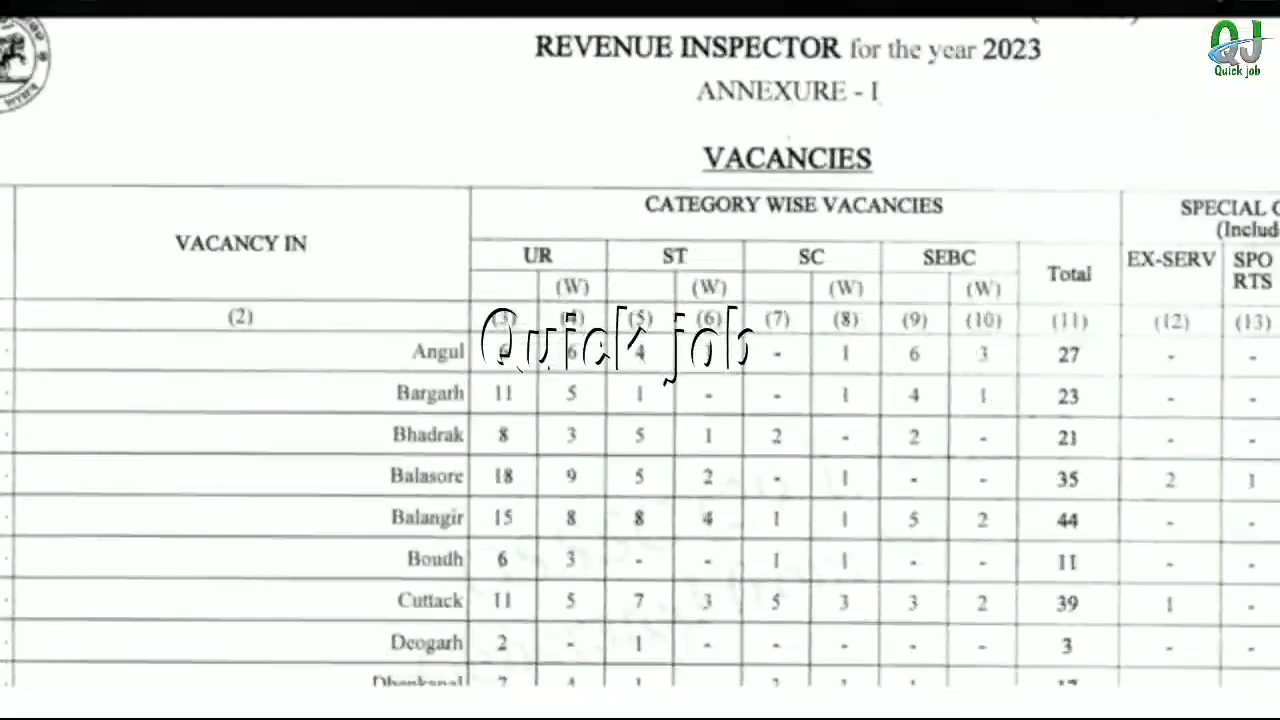 QJ
Quick job
REVENUE INSPECTOR for the year 2023
ANNEXURE - I
VACANCIES
VACANCY IN CATEGORY WISE VACANCIES SPECIAL
(Includ
UR ST SC SEBC Total EX-SERV SPO
RTS
(W) (W) (W) (W)
(2) (5) (6) (7) (8) (9) (10) (11) (12) (13)
Quick job
Angul 6 4 - 1 6 3 27 - -
Bargarh 11 5 1 - - 1 4 1 23 - -
Bhadrak 8 3 5 1 2 - 2 - 21 - -
Balasore 18 9 5 2 - 1 - - 35 2 1
Balangir 15 8 8 4 1 1 5 2 44 - -
Boudh 6 3 - - 1 1 - - 11 - -
Cuttack 11 5 7 3 5 3 3 2 39 1 -
Deogarh 2 - 1 - - - - - 3 - -